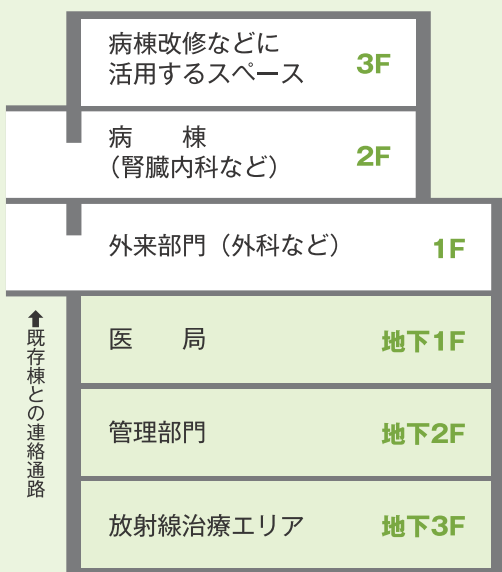 病棟改修などに
活用するスペース
3F
病　　棟
（腎臓内科など）
2F
外来部門（外科など）
1F
医　　局
地下1F
管理部門
地下2F
放射線治療エリア
地下3F
⬆既存棟との連絡通路